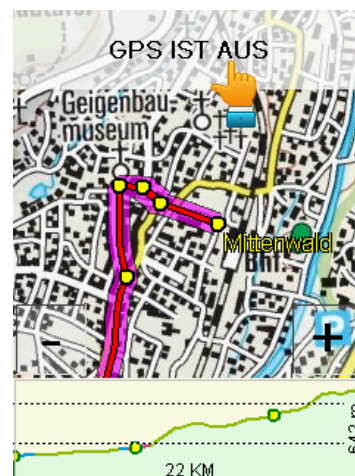 GPS IST AUS
Geigenbau-
museum
Mittenwald
Bhf.
P
-
+
22 KM